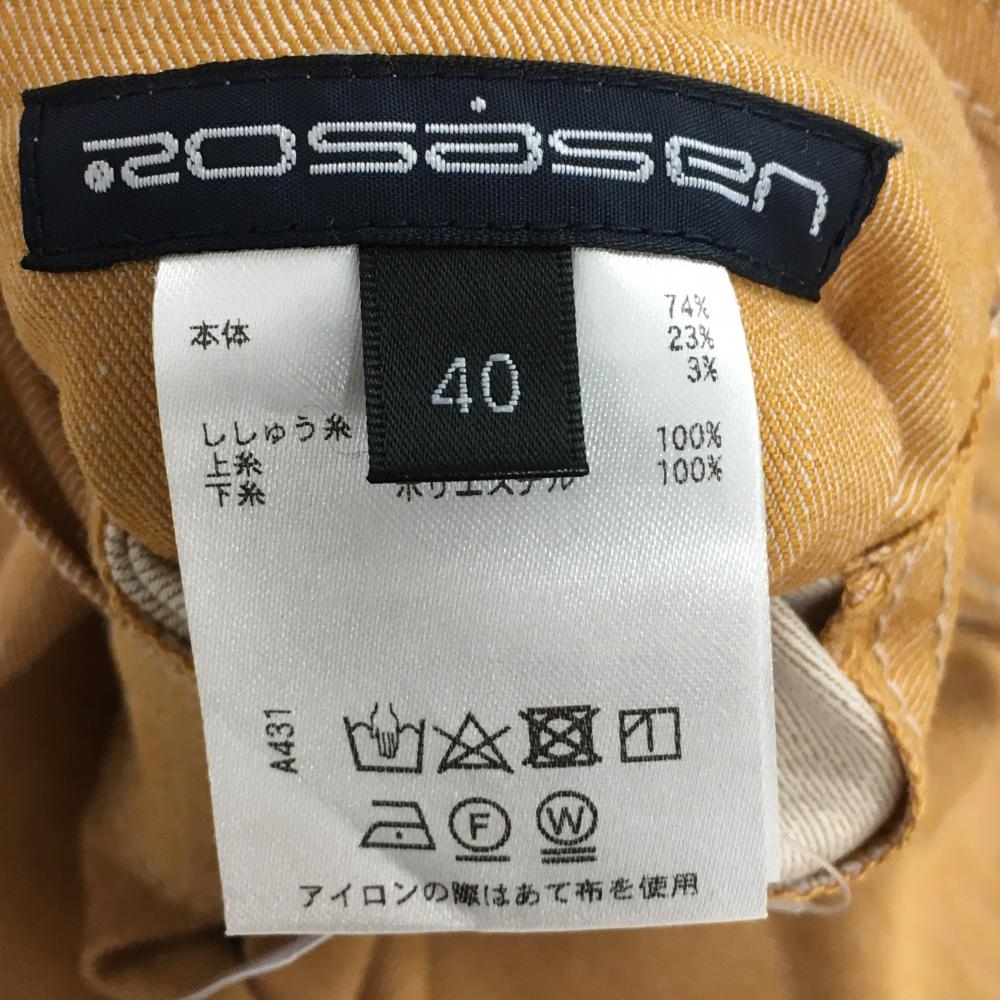 rosåsen
40
本体 74%
23%
3%
ししゅう糸
上糸 100%
下糸 ポリエステル 100%
A431
F W
アイロンの際はあて布を使用